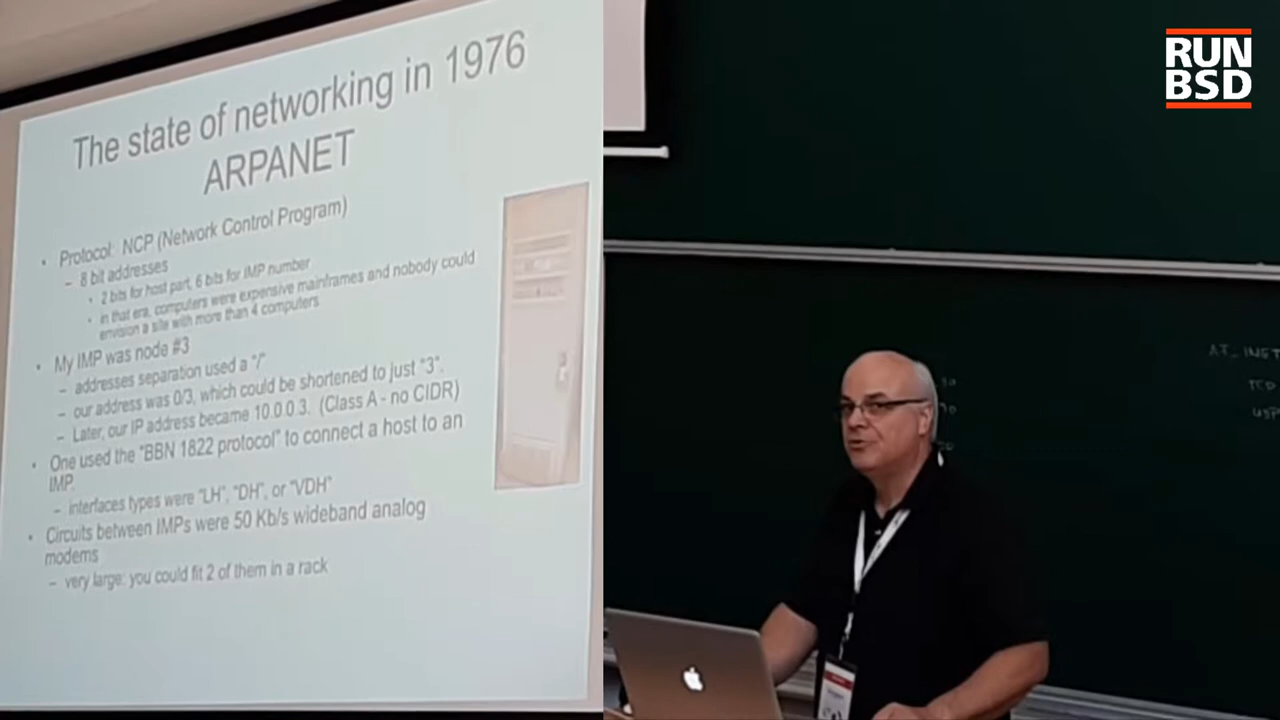 The state of networking in 1976
ARPANET
• Protocol: NCP (Network Control Program)
– 8 bit addresses
• 2 bits for host part, 6 bits for IMP number
• in that era, computers were expensive mainframes and nobody could
envision a site with more than 4 computers
• My IMP was node #3
– addresses separation used a "/"
– our address was 0/3, which could be shortened to just "3".
– Later, our IP address became 10.0.0.3. (Class A - no CIDR)
• One used the "BBN 1822 protocol" to connect a host to an
IMP.
– interfaces types were "LH", "DH", or "VDH"
• Circuits between IMPs were 50 Kb/s wideband analog
modems
– very large: you could fit 2 of them in a rack
RUN
BSD
TCP